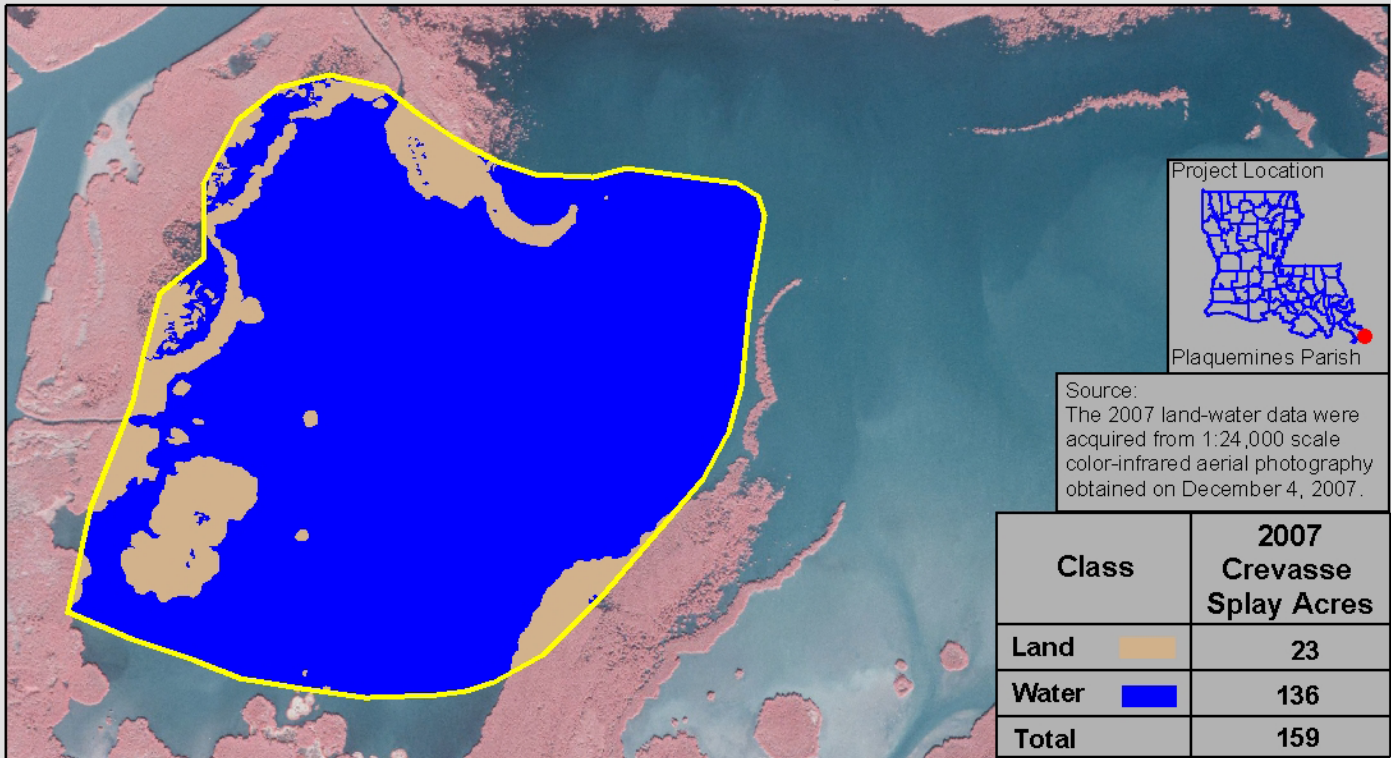 Project Location
Plaquemines Parish
Source:
The 2007 land-water data were
acquired from 1:24,000 scale
color-infrared aerial photography
obtained on December 4, 2007.
Class
2007
Crevasse
Splay Acres
Land 23
Water 136
Total 159